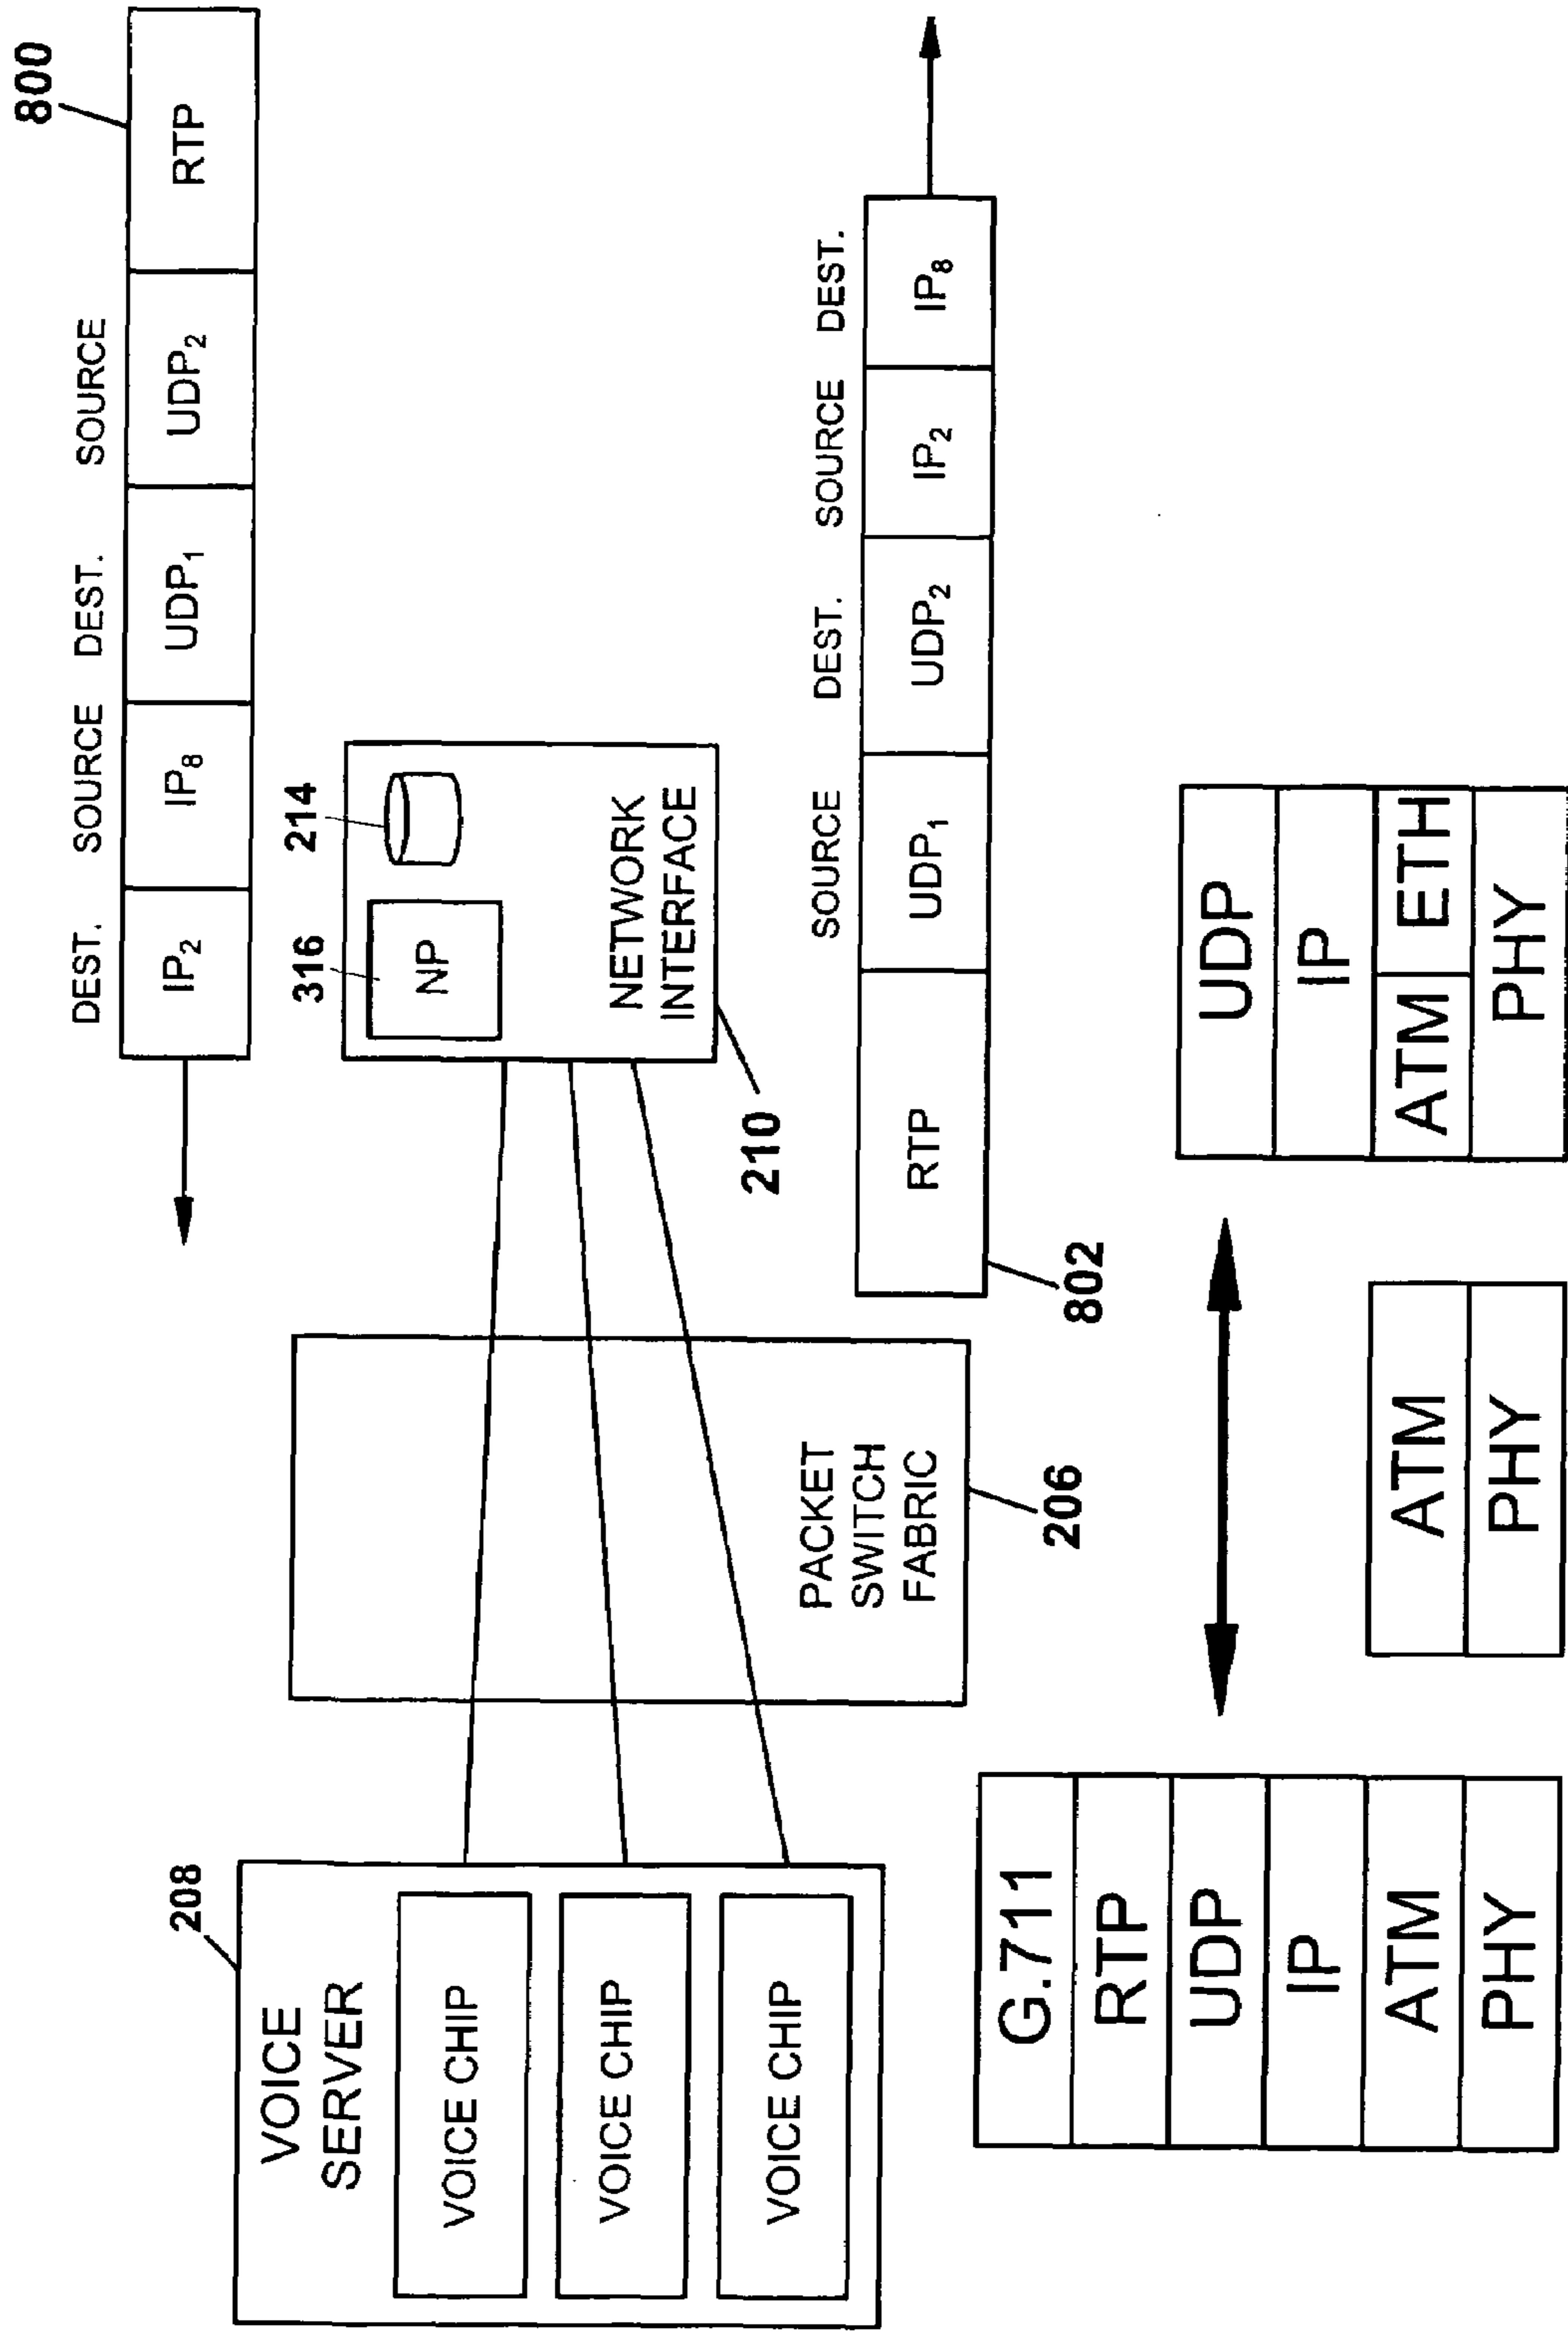 800
DEST. SOURCE DEST. SOURCE
IP₂ IP₈ UDP₁ UDP₂ RTP
208
VOICE
SERVER
VOICE CHIP
VOICE CHIP
VOICE CHIP
PACKET
SWITCH
FABRIC
206
316
214
NP
NETWORK
INTERFACE
210
SOURCE DEST. SOURCE DEST.
RTP UDP₁ UDP₂ IP₂ IP₈
802
G.711
RTP
UDP
IP
ATM
PHY
ATM
PHY
UDP
IP
ATM ETH
PHY